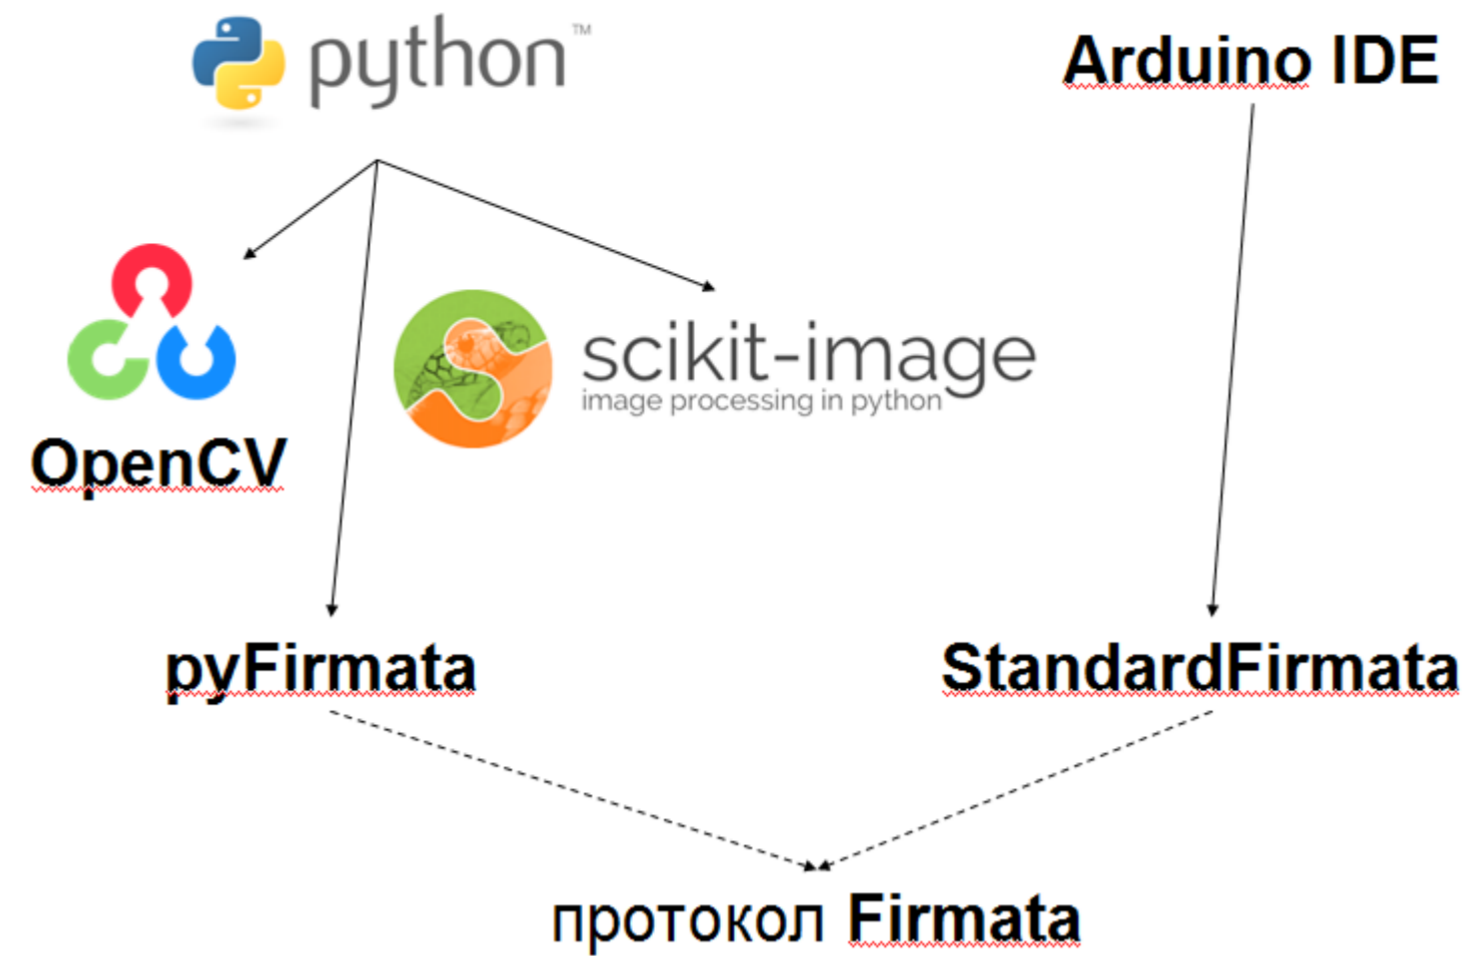 python™
Arduino IDE
scikit-image
image processing in python
OpenCV
pyFirmata
StandardFirmata
протокол Firmata